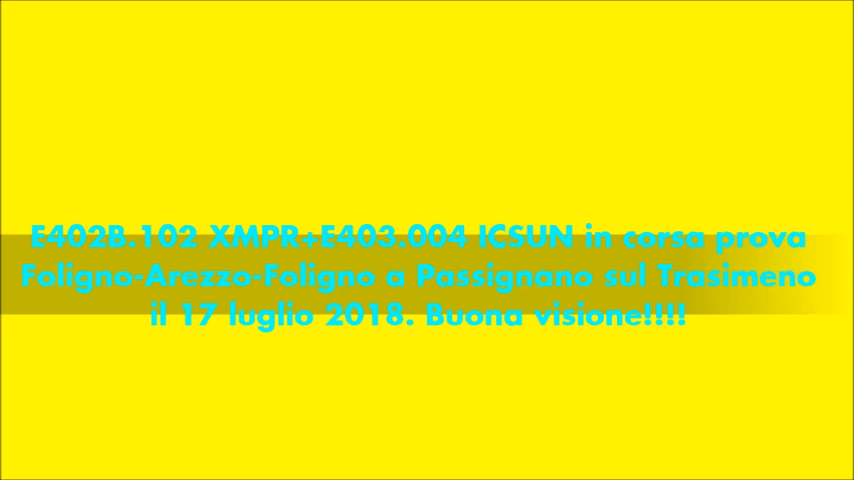 E402B.102 XMPR+E403.004 ICSUN in corsa prova
Foligno-Arezzo-Foligno a Passignano sul Trasimeno
il 17 luglio 2018. Buona visione!!!!